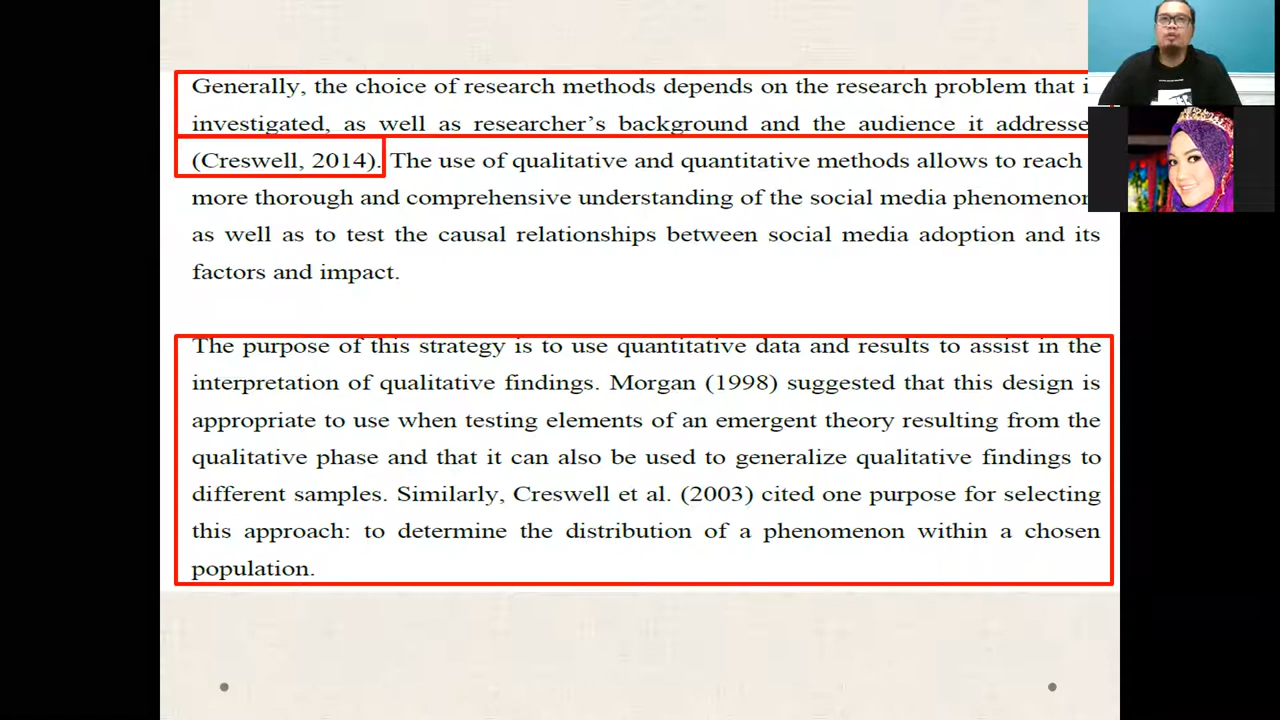 Generally, the choice of research methods depends on the research problem that
investigated, as well as researcher's background and the audience it addresse
(Creswell, 2014). The use of qualitative and quantitative methods allows to reach
more thorough and comprehensive understanding of the social media phenomenon
as well as to test the causal relationships between social media adoption and its
factors and impact.
The purpose of this strategy is to use quantitative data and results to assist in the
interpretation of qualitative findings. Morgan (1998) suggested that this design is
appropriate to use when testing elements of an emergent theory resulting from the
qualitative phase and that it can also be used to generalize qualitative findings to
different samples. Similarly, Creswell et al. (2003) cited one purpose for selecting
this approach: to determine the distribution of a phenomenon within a chosen
population.